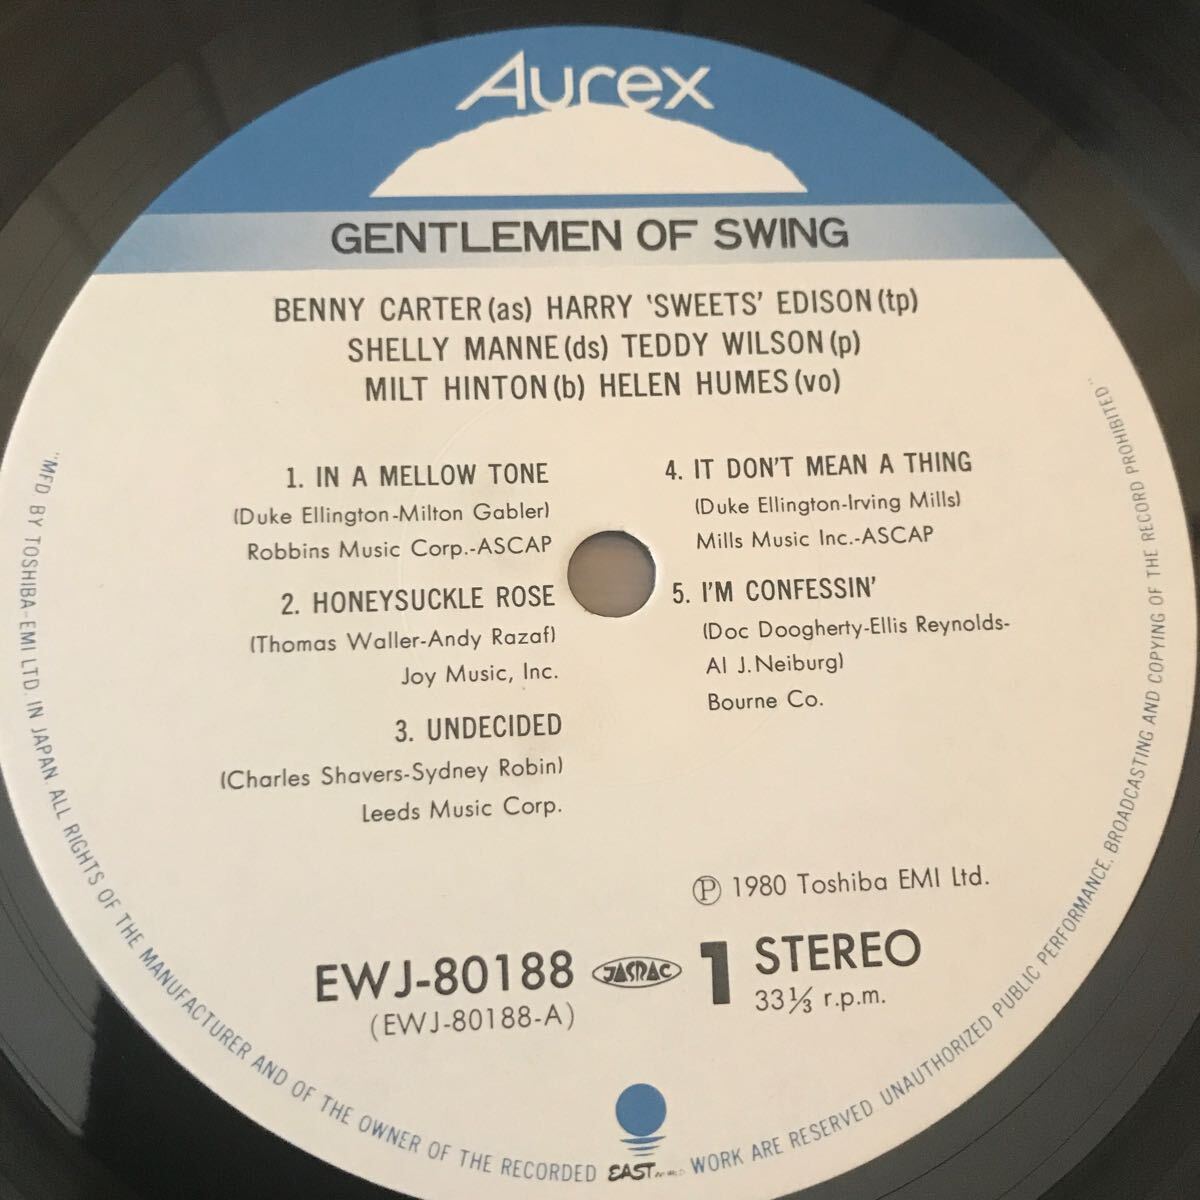 Aurex
GENTLEMEN OF SWING
BENNY CARTER(as) HARRY 'SWEETS' EDISON(tp)
SHELLY MANNE(ds) TEDDY WILSON(p)
MILT HINTON(b) HELEN HUMES(vo)
1. IN A MELLOW TONE
(Duke Ellington-Milton Gabler)
Robbins Music Corp.-ASCAP
2. HONEYSUCKLE ROSE
(Thomas Waller-Andy Razaf)
Joy Music, Inc.
3. UNDECIDED
(Charles Shavers-Sydney Robin)
Leeds Music Corp.
4. IT DON'T MEAN A THING
(Duke Ellington-Irving Mills)
Mills Music Inc.-ASCAP
5. I'M CONFESSIN'
(Doc Doogherty-Ellis Reynolds-
Al J.Neiburg)
Bourne Co.
Ⓟ 1980 Toshiba EMI Ltd.
EWJ-80188 JASRAC 1 STEREO
(EWJ-80188-A) 33⅓ r.p.m.
"MFD BY TOSHIBA-EMI LTD. IN JAPAN. ALL RIGHTS OF THE MANUFACTURER AND OF THE OWNER OF THE RECORDED WORK ARE RESERVED UNAUTHORIZED PUBLIC PERFORMANCE, BROADCASTING AND COPYING OF THE RECORD PROHIBITED."
EAST